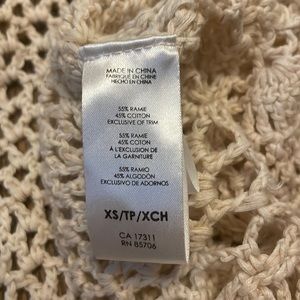 MADE IN CHINA
FABRIQUÉ EN CHINE
HECHO EN CHINA
55% RAMIE
45% COTTON
EXCLUSIVE OF TRIM
55% RAMIE
45% COTON
À L'EXCLUSION DE
LA GARNITURE
55% RAMIO
45% ALGODÓN
EXCLUSIVO DE ADORNOS
XS/TP/XCH
CA 17311
RN 85706